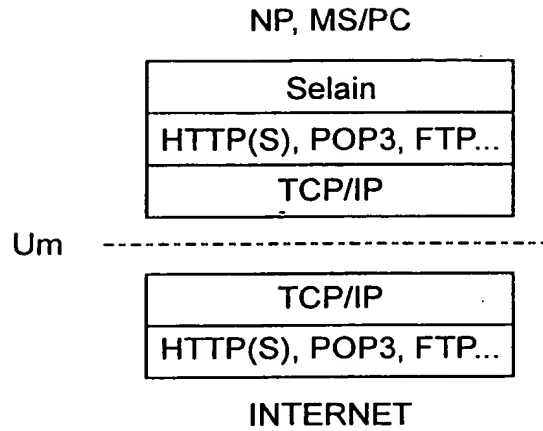 NP, MS/PC
Selain
HTTP(S), POP3, FTP...
TCP/IP
Um
TCP/IP
HTTP(S), POP3, FTP...
INTERNET